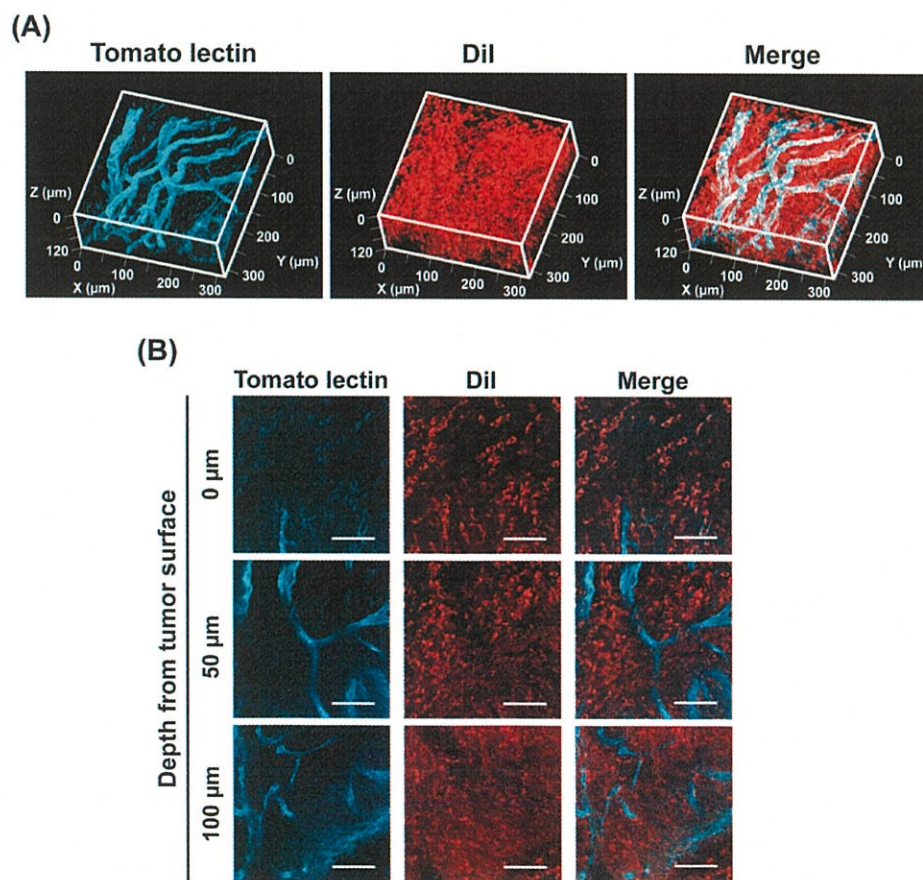 (A)
Tomato lectin DiI Merge
Z (µm) 0 120 0 100 200 300 X (µm) 0 100 200 300 Y (µm)
Z (µm) 0 120 0 100 200 300 X (µm) 0 100 200 300 Y (µm)
Z (µm) 0 120 0 100 200 300 X (µm) 0 100 200 300 Y (µm)
(B)
Tomato lectin DiI Merge
Depth from tumor surface
0 µm
50 µm
100 µm